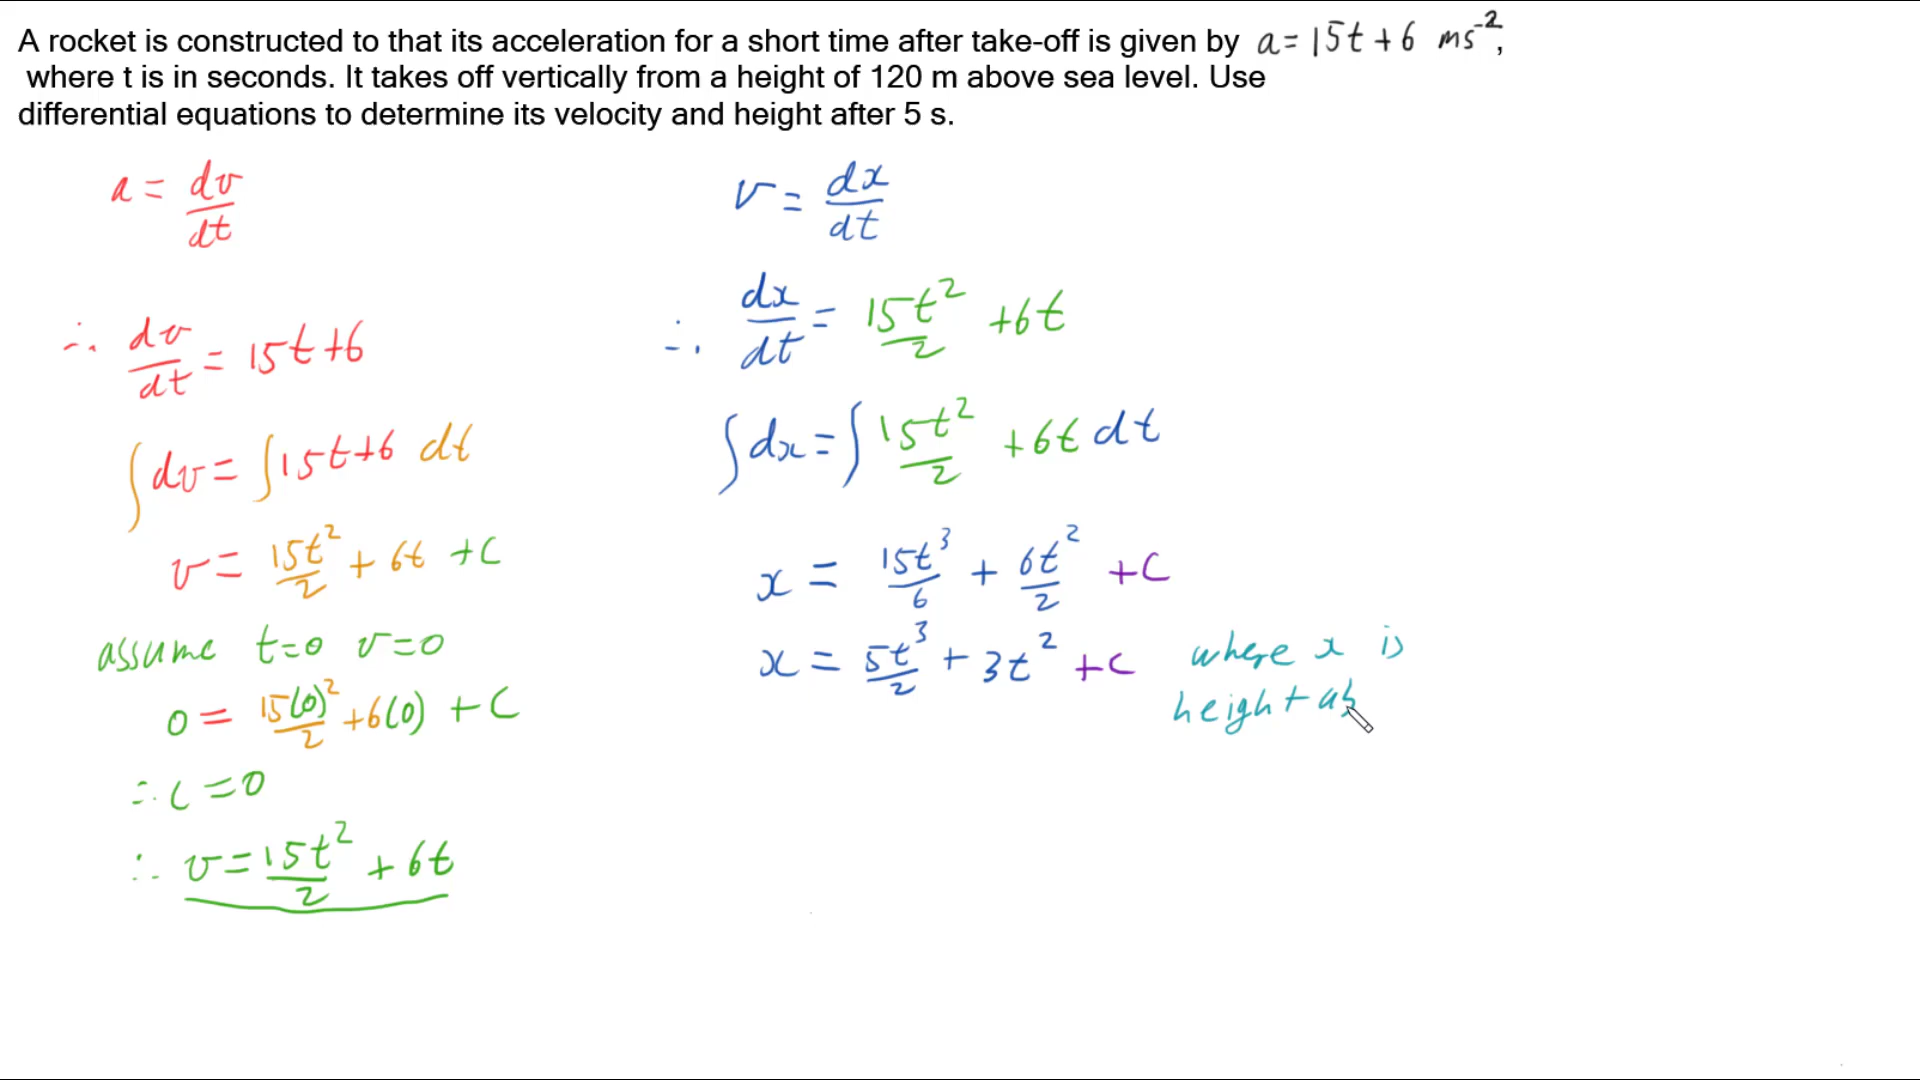 A rocket is constructed to that its acceleration for a short time after take-off is given by a = 15t + 6 ms⁻²,
where t is in seconds. It takes off vertically from a height of 120 m above sea level. Use
differential equations to determine its velocity and height after 5 s.
a = dv/dt
∴ dv/dt = 15t+6
∫dv = ∫15t+6 dt
v = 15t²/2 + 6t + C
assume t=0 v=0
0 = 15(0)²/2 + 6(0) + C
∴ C = 0
∴ v = 15t²/2 + 6t
v = dx/dt
∴ dx/dt = 15t²/2 + 6t
∫dx = ∫15t²/2 + 6t dt
x = 15t³/6 + 6t²/2 + C
x = 5t³/2 + 3t² + C where x is
height ab